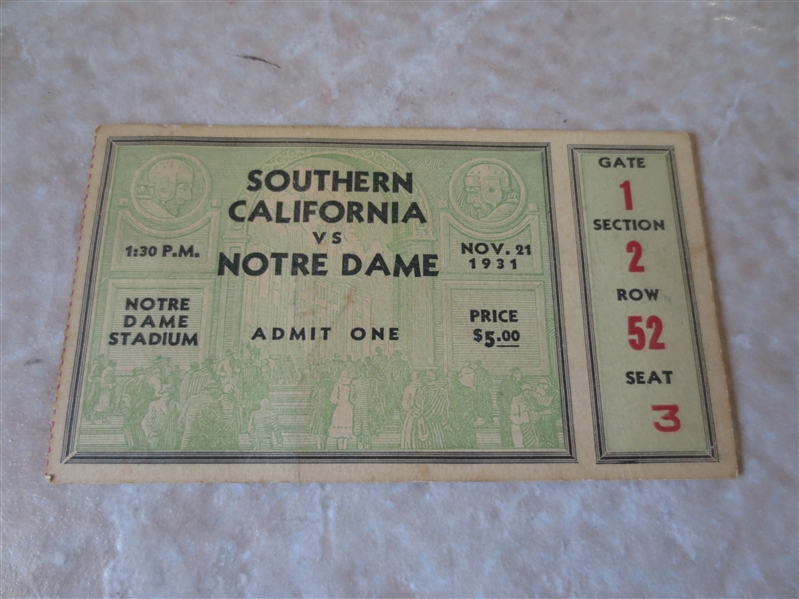 SOUTHERN
CALIFORNIA
VS
NOTRE DAME
1:30 P.M.
NOV. 21
1931
NOTRE
DAME
STADIUM
ADMIT ONE
PRICE
$5.00
GATE
1
SECTION
2
ROW
52
SEAT
3